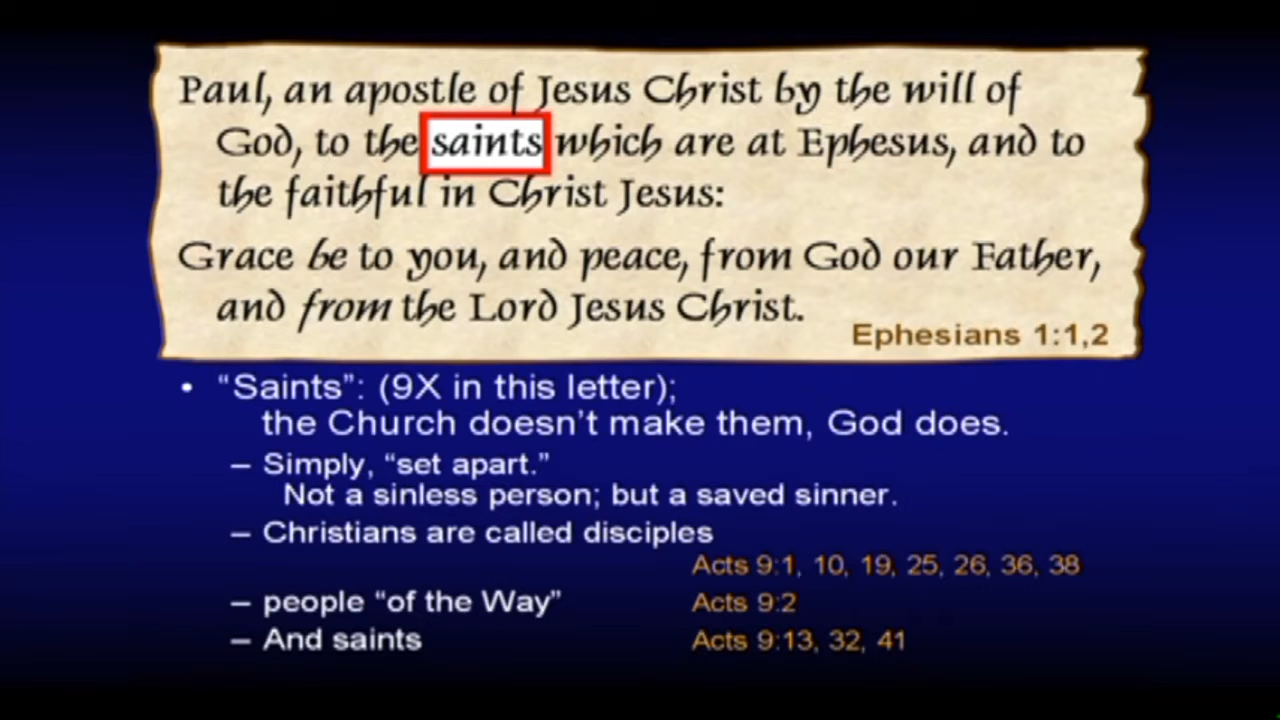 Paul, an apostle of Jesus Christ by the will of
God, to the saints which are at Ephesus, and to
the faithful in Christ Jesus:
Grace be to you, and peace, from God our Father,
and from the Lord Jesus Christ.
Ephesians 1:1,2
• “Saints”: (9X in this letter);
the Church doesn’t make them, God does.
– Simply, “set apart.”
Not a sinless person; but a saved sinner.
– Christians are called disciples
Acts 9:1, 10, 19, 25, 26, 36, 38
– people “of the Way” Acts 9:2
– And saints Acts 9:13, 32, 41